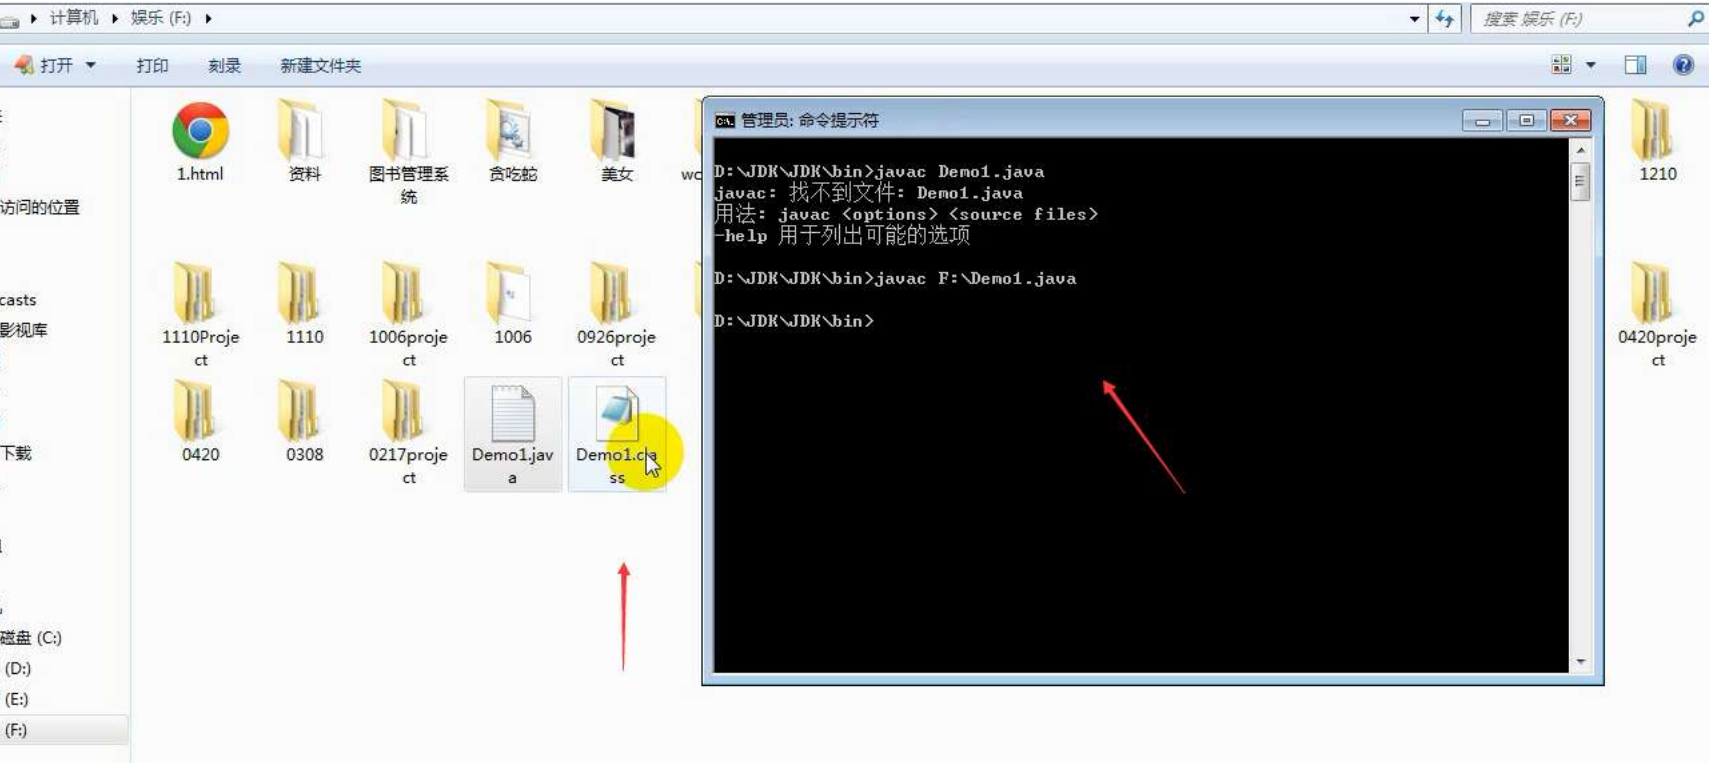 计算机 ▸ 娱乐 (F:) ▸
搜索 娱乐 (F:)
打开 打印 刻录 新建文件夹
访问的位置
casts
影视库
下载
磁盘 (C:)
(D:)
(E:)
(F:)
1.html
资料
图书管理系
统
贪吃蛇
美女
wo
1210
1110Proje
ct
1110
1006proje
ct
1006
0926proje
ct
0420proje
ct
0420
0308
0217proje
ct
Demo1.jav
a
Demo1.cla
ss
管理员: 命令提示符
D:\JDK\JDK\bin>javac Demo1.java
javac: 找不到文件: Demo1.java
用法: javac <options> <source files>
-help 用于列出可能的选项
D:\JDK\JDK\bin>javac F:\Demo1.java
D:\JDK\JDK\bin>